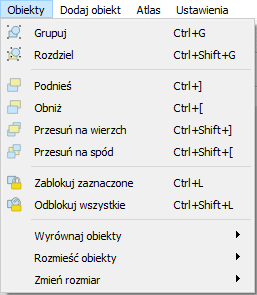 Obiekty Dodaj obiekt Atlas Ustawienia
Grupuj Ctrl+G
Rozdziel Ctrl+Shift+G
Podnieś Ctrl+]
Obniż Ctrl+[
Przesuń na wierzch Ctrl+Shift+]
Przesuń na spód Ctrl+Shift+[
Zablokuj zaznaczone Ctrl+L
Odblokuj wszystkie Ctrl+Shift+L
Wyrównaj obiekty
Rozmieść obiekty
Zmień rozmiar